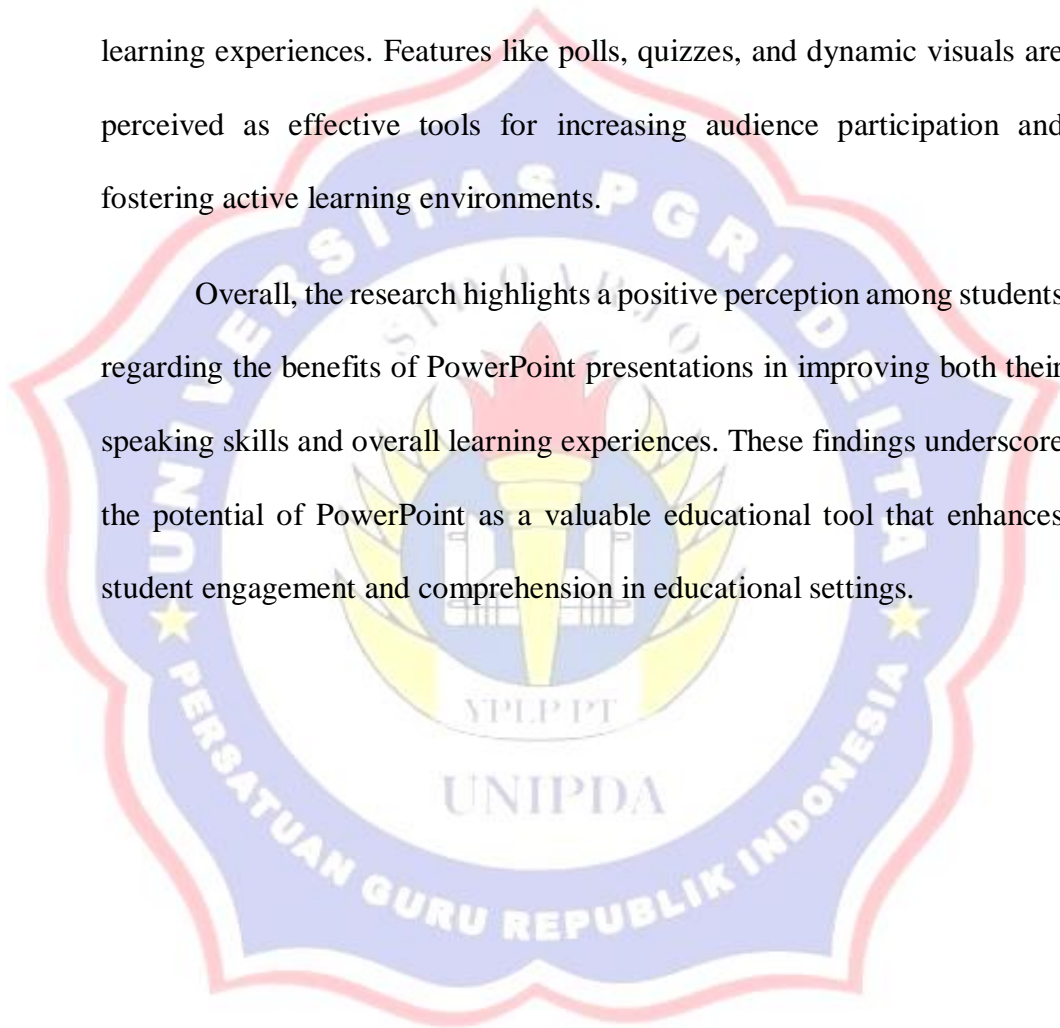 learning experiences. Features like polls, quizzes, and dynamic visuals are
perceived as effective tools for increasing audience participation and
fostering active learning environments.
Overall, the research highlights a positive perception among students
regarding the benefits of PowerPoint presentations in improving both their
speaking skills and overall learning experiences. These findings underscore
the potential of PowerPoint as a valuable educational tool that enhances
student engagement and comprehension in educational settings.
UNIVERSITAS PGRI DELTA
SIDOARJO
YPLP PT
UNIPDA
PERSATUAN GURU REPUBLIK INDONESIA